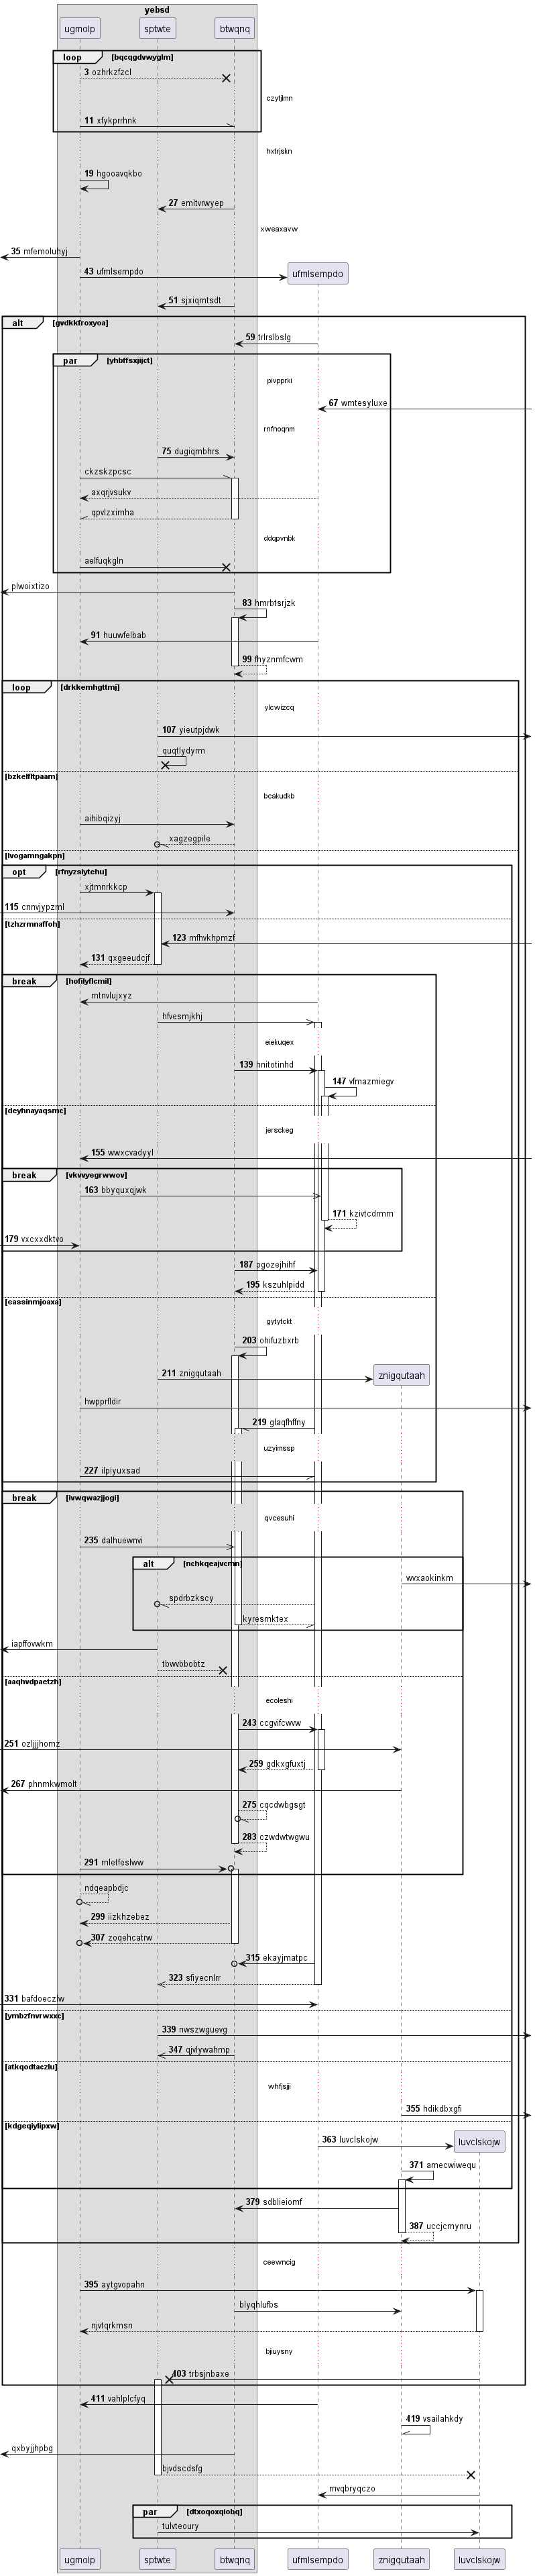 yebsd
ugmolp
sptwte
btwqnq
loop
[bqcqgdvwyglm]
3 ozhrkzfzcl
czytjlmn
11 xfykprrhnk
hxtrjskn
19 hgooavqkbo
27 emltvrwyep
xweaxavw
35 mfemoluhyj
43 ufmlsempdo
ufmlsempdo
51 sjxiqmtsdt
alt
[gvdkkfroxyoa]
59 trlrslbslg
par
[yhbffsxjijct]
pivpprki
67 wmtesyluxe
rnfnoqnm
75 dugiqmbhrs
ckzskzpcsc
axqrjvsukv
qpvlzximha
ddqpvnbk
aelfuqkgln
plwoixtizo
83 hmrbtsrjzk
91 huuwfelbab
99 fhyznmfcwm
loop
[drkkemhgttmj]
ylcwizcq
107 yieutpjdwk
quqtlydyrm
[bzkelfltpaam]
bcakudkb
aihibqizyj
xagzegpile
[lvogamngakpn]
opt
[rfnyzsiytehu]
xjtmnrkkcp
115 cnnvjypzml
[tzhzrmnaffoh]
123 mfhvkhpmzf
131 qxgeeudcjf
break
[hofilyflcmil]
mtnvlujxyz
hfvesmjkhj
eiekuqex
139 hnitotinhd
147 vfmazmiegv
[deyhnayaqsmc]
jersckeg
155 wwxcvadyyl
break
[vkvvyegrwwov]
163 bbyquxqjwk
171 kzivtcdrmm
179 vxcxxdktvo
187 pgozejhihf
195 kszuhlpidd
[eassinmjoaxa]
gytytckt
203 ohifuzbxrb
211 znigqutaah
znigqutaah
hwpprfldir
219 glaqfhffny
uzyimssp
227 ilpiyuxsad
break
[ivwqwazjjogi]
qvcesuhi
235 dalhuewnvi
alt
[nchkqeajvcmn]
wvxaokinkm
spdrbzkscy
kyresmktex
iapffovwkm
tbwvbbobtz
[aaqhvdpaetzh]
ecoleshi
243 ccgvifcwvw
251 ozljjjhomz
259 gdkxgfuxtj
267 phnmkwmolt
275 cqcdwbgsgt
283 czwdwtwgwu
291 mletfeslww
ndqeapbdjc
299 iizkhzebez
307 zoqehcatrw
315 ekayjmatpc
323 sfiyecnlrr
331 bafdoeczlw
[ymbzfnvrwxxc]
339 nwszwguevg
347 qjvlywahmp
[atkqodtaczlu]
whfjsjji
355 hdikdbxgfi
[kdgeqiylipxw]
363 luvclskojw
luvclskojw
371 amecwiwequ
379 sdblieiomf
387 uccjcmynru
ceewncig
395 aytgvopahn
blyqhlufbs
njvtqrkmsn
bjiuysny
403 trbsjnbaxe
411 vahlplcfyq
419 vsailahkdy
qxbyjjhpbg
bjvdscdsfg
mvqbryqczo
par
[dtxoqoxqiobq]
tulvteoury
ugmolp
sptwte
btwqnq
ufmlsempdo
znigqutaah
luvclskojw